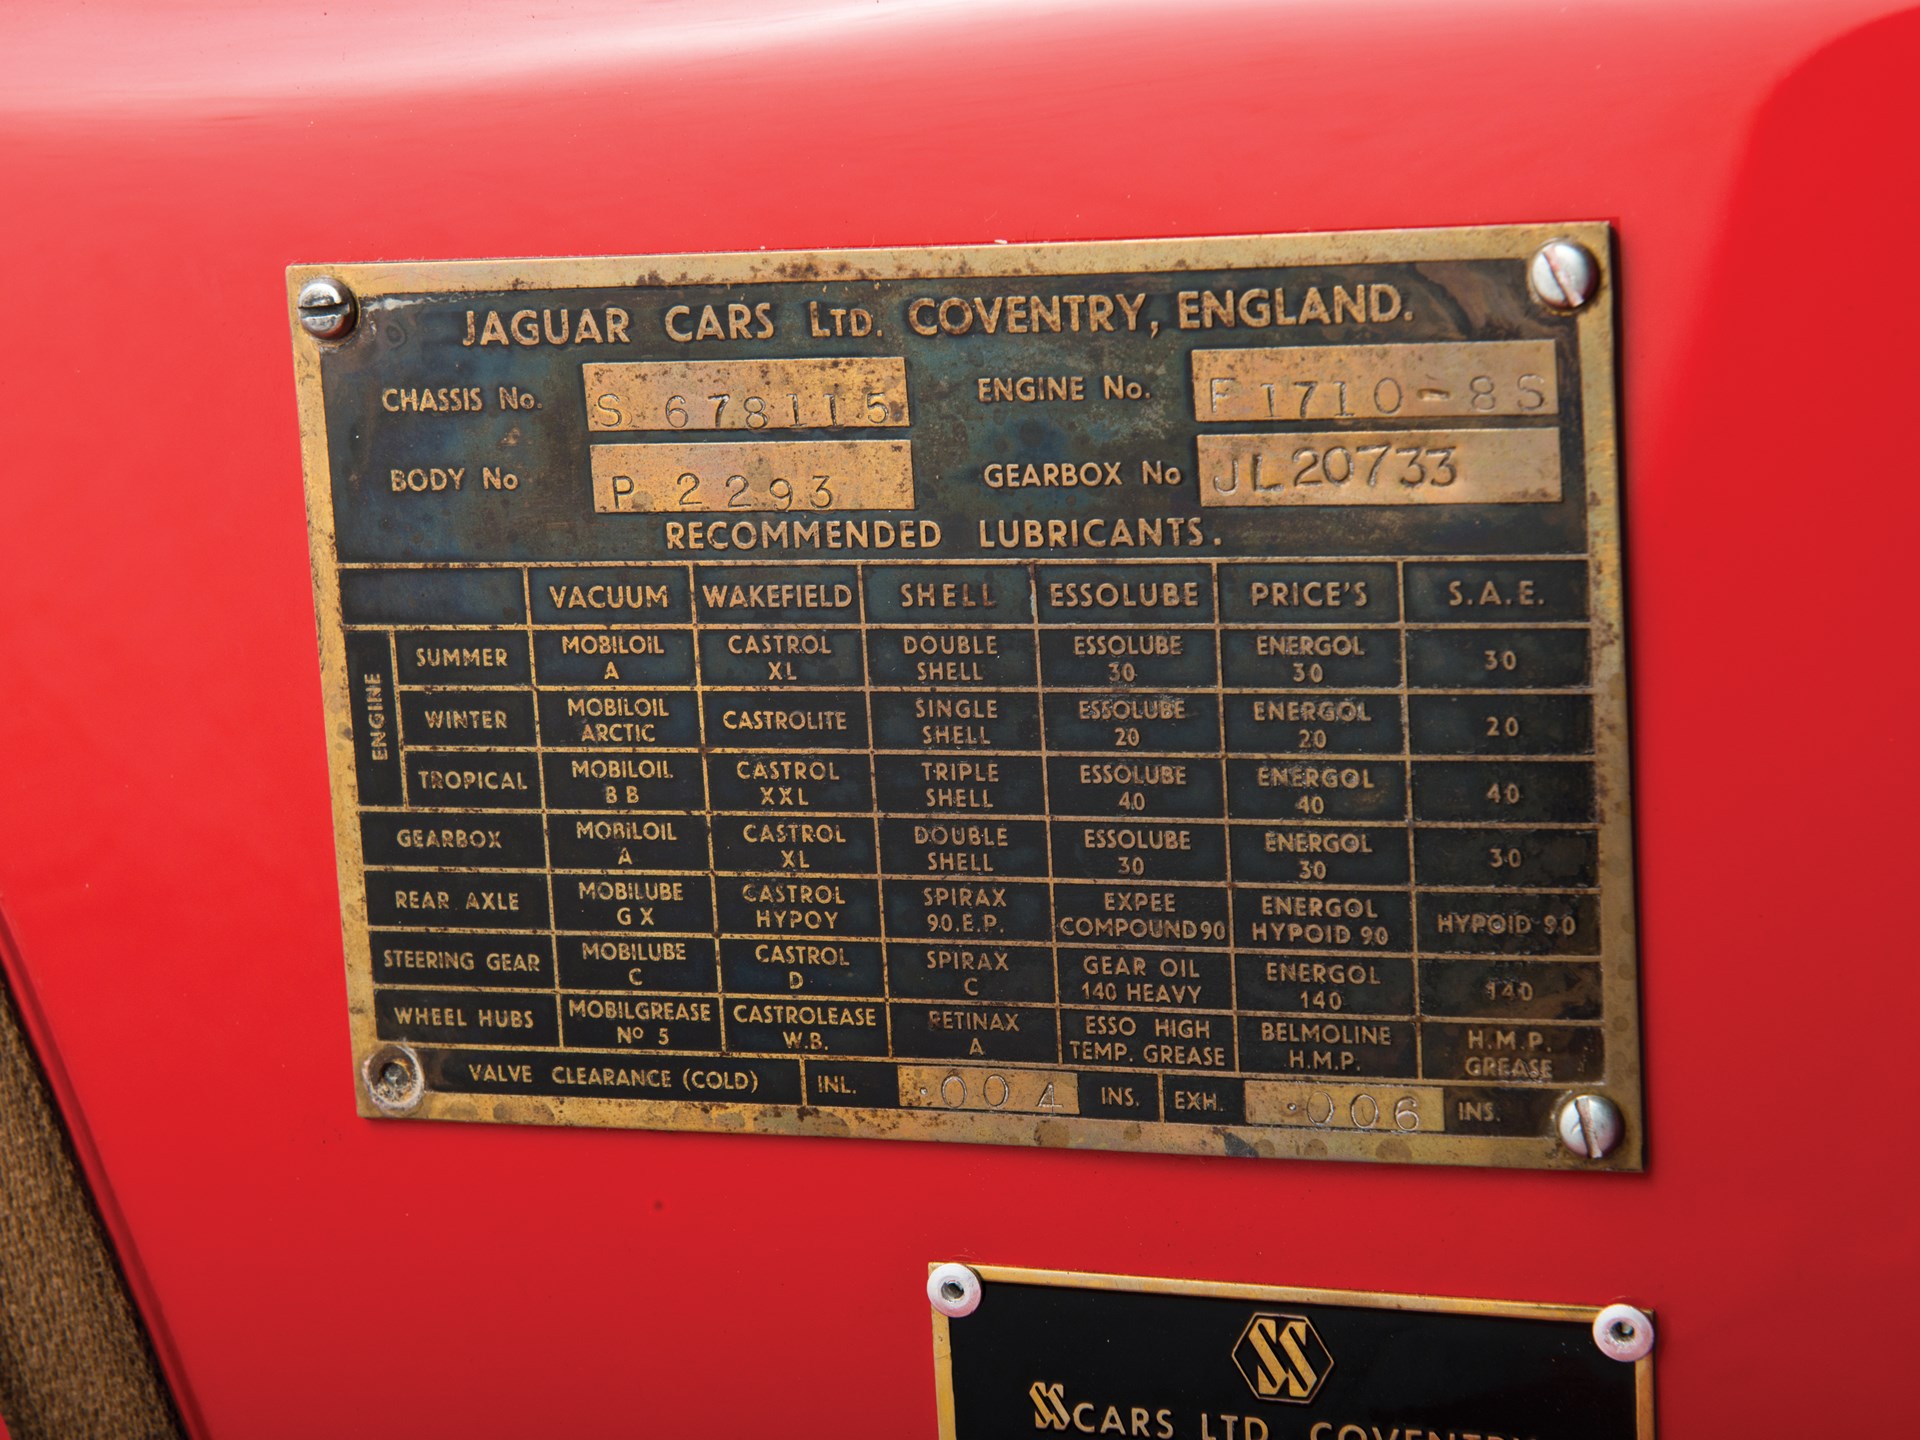 JAGUAR CARS LTD. COVENTRY, ENGLAND.
CHASSIS No. S 678115 ENGINE No. F1710-8S
BODY No P 2293 GEARBOX No JL20733
RECOMMENDED LUBRICANTS.
VACUUM WAKEFIELD SHELL ESSOLUBE PRICE'S S.A.E.
ENGINE
SUMMER MOBILOIL A CASTROL XL DOUBLE SHELL ESSOLUBE 30 ENERGOL 30 30
WINTER MOBILOIL ARCTIC CASTROLITE SINGLE SHELL ESSOLUBE 20 ENERGOL 20 20
TROPICAL MOBILOIL BB CASTROL XXL TRIPLE SHELL ESSOLUBE 40 ENERGOL 40 40
GEARBOX MOBILOIL A CASTROL XL DOUBLE SHELL ESSOLUBE 30 ENERGOL 30 30
REAR AXLE MOBILUBE GX CASTROL HYPOY SPIRAX 90.E.P. EXPEE COMPOUND 90 ENERGOL HYPOID 90 HYPOID 90
STEERING GEAR MOBILUBE C CASTROL D SPIRAX C GEAR OIL 140 HEAVY ENERGOL 140 140
WHEEL HUBS MOBILGREASE No 5 CASTROLEASE W.B. RETINAX A ESSO HIGH TEMP. GREASE BELMOLINE H.M.P. H.M.P. GREASE
VALVE CLEARANCE (COLD) INL. .004 INS. EXH. .006 INS.
SS
SS CARS LTD. COVENTRY